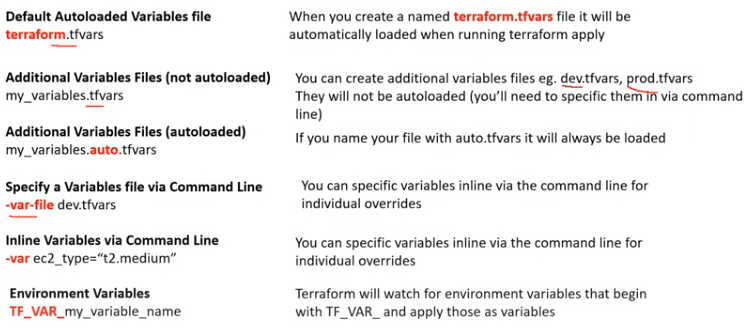 Default Autoloaded Variables file
terraform.tfvars
When you create a named terraform.tfvars file it will be
automatically loaded when running terraform apply
Additional Variables Files (not autoloaded)
my_variables.tfvars
You can create additional variables files eg. dev.tfvars, prod.tfvars
They will not be autoloaded (you'll need to specific them in via command
line)
Additional Variables Files (autoloaded)
my_variables.auto.tfvars
If you name your file with auto.tfvars it will always be loaded
Specify a Variables file via Command Line
-var-file dev.tfvars
You can specific variables inline via the command line for
individual overrides
Inline Variables via Command Line
-var ec2_type="t2.medium"
You can specific variables inline via the command line for
individual overrides
Environment Variables
TF_VAR_my_variable_name
Terraform will watch for environment variables that begin
with TF_VAR_ and apply those as variables